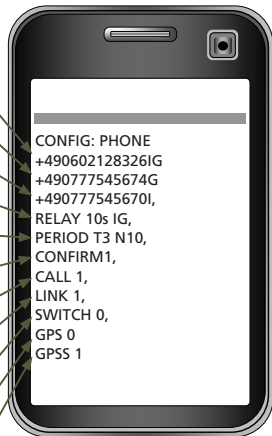 CONFIG: PHONE
+490602128326IG
+490777545674G
+490777545670I,
RELAY 10s IG,
PERIOD T3 N10,
CONFIRM1,
CALL 1,
LINK 1,
SWITCH 0,
GPS 0
GPSS 1